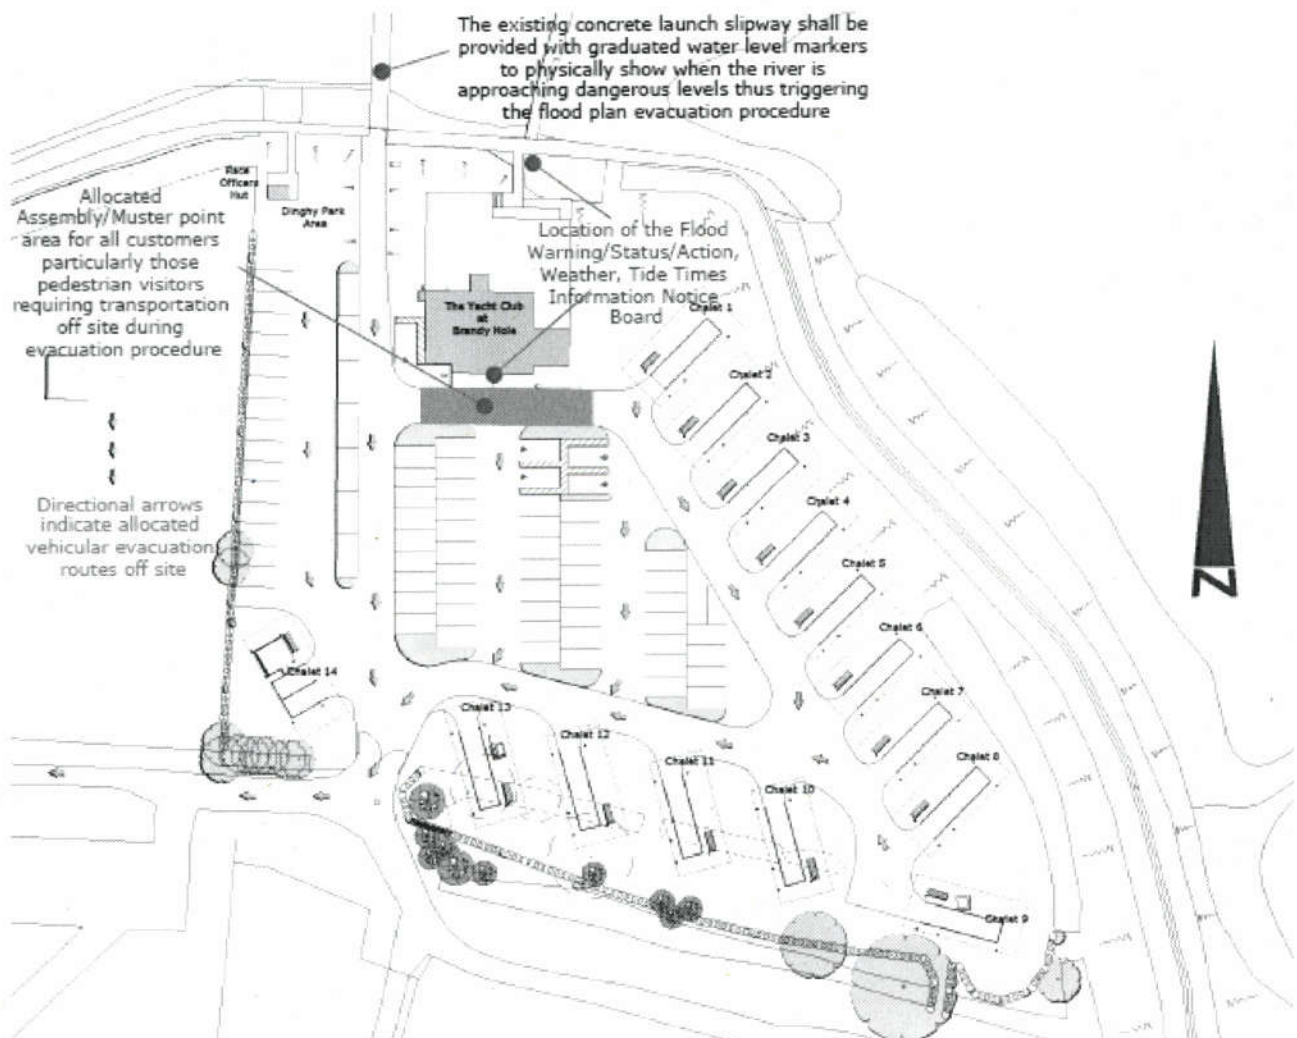 The existing concrete launch slipway shall be
provided with graduated water level markers
to physically show when the river is
approaching dangerous levels thus triggering
the flood plan evacuation procedure
Race
Officers
Hut
Dinghy Park
Area
Allocated
Assembly/Muster point
area for all customers
particularly those
pedestrian visitors
requiring transportation
off site during
evacuation procedure
Location of the Flood
Warning/Status/Action,
Weather, Tide Times
Information Notice
Board
The Yacht Club
at
Brandy Hole
Directional arrows
indicate allocated
vehicular evacuation
routes off site
Chalet 1
Chalet 2
Chalet 3
Chalet 4
Chalet 5
Chalet 6
Chalet 7
Chalet 8
Chalet 9
Chalet 10
Chalet 11
Chalet 12
Chalet 13
Chalet 14
N